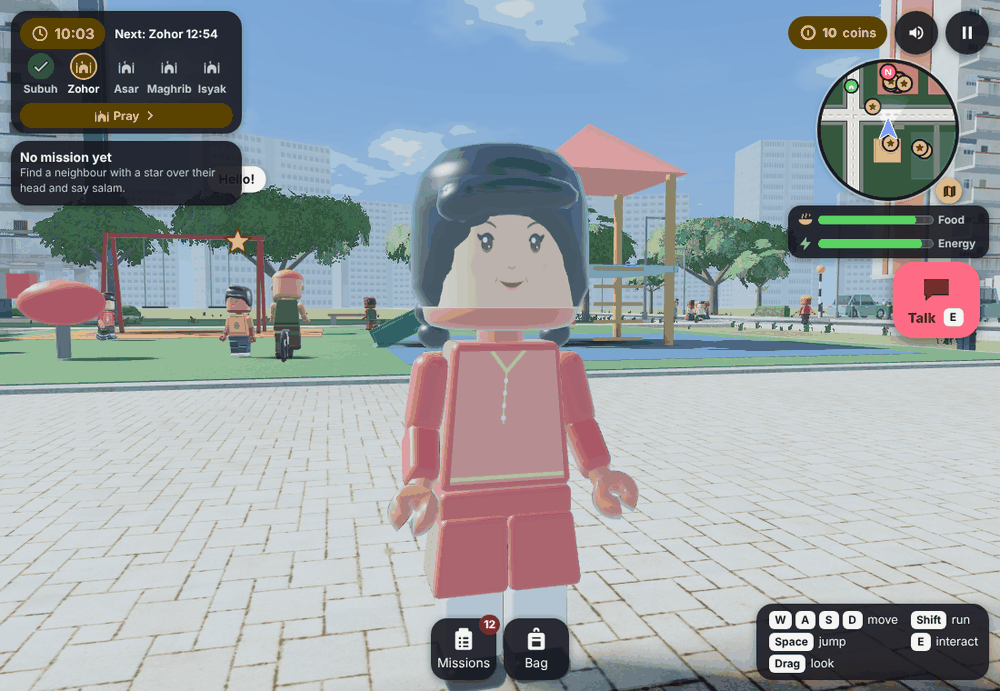 10:03
Next: Zohor 12:54
Subuh
Zohor
Asar
Maghrib
Isyak
Pray
No mission yet
Find a neighbour with a star over their
head and say salam.
Hello!
10 coins
N
Food
Energy
Talk E
12
Missions
Bag
W A S D move
Shift run
Space jump
E interact
Drag look